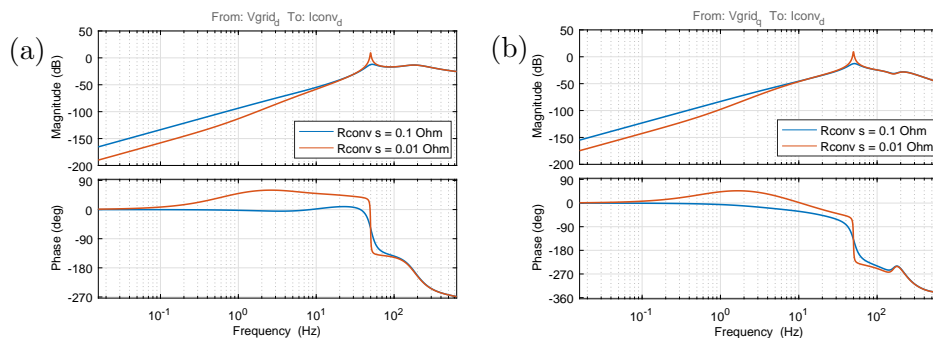 (a)
From: Vgrid_d To: Iconv_d
Magnitude (dB)
50
0
-50
-100
-150
-200
Rconv s = 0.1 Ohm
Rconv s = 0.01 Ohm
Phase (deg)
90
0
-90
-180
-270
10^-1
10^0
10^1
10^2
Frequency (Hz)
(b)
From: Vgrid_q To: Iconv_d
Magnitude (dB)
50
0
-50
-100
-150
-200
Rconv s = 0.1 Ohm
Rconv s = 0.01 Ohm
Phase (deg)
90
0
-90
-180
-270
-360
10^-1
10^0
10^1
10^2
Frequency (Hz)